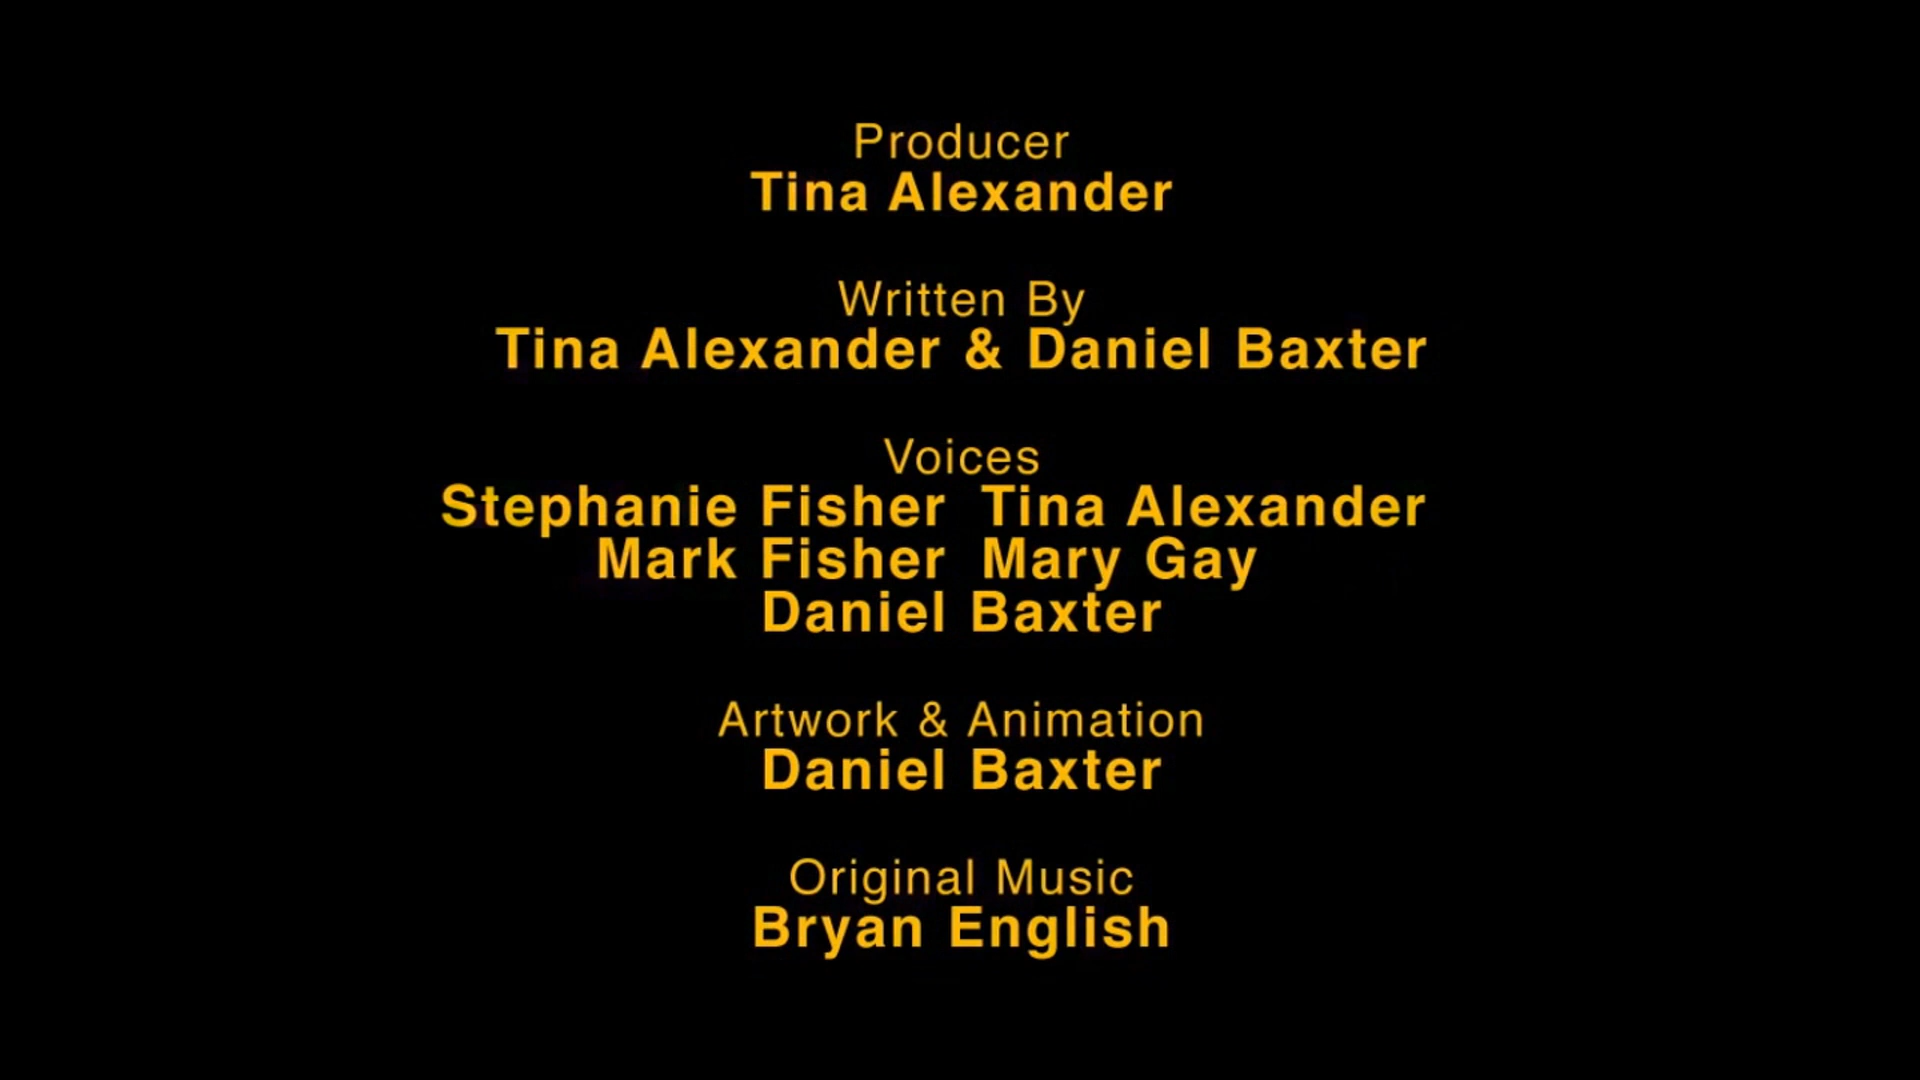 Producer
Tina Alexander
Written By
Tina Alexander & Daniel Baxter
Voices
Stephanie Fisher Tina Alexander
Mark Fisher Mary Gay
Daniel Baxter
Artwork & Animation
Daniel Baxter
Original Music
Bryan English